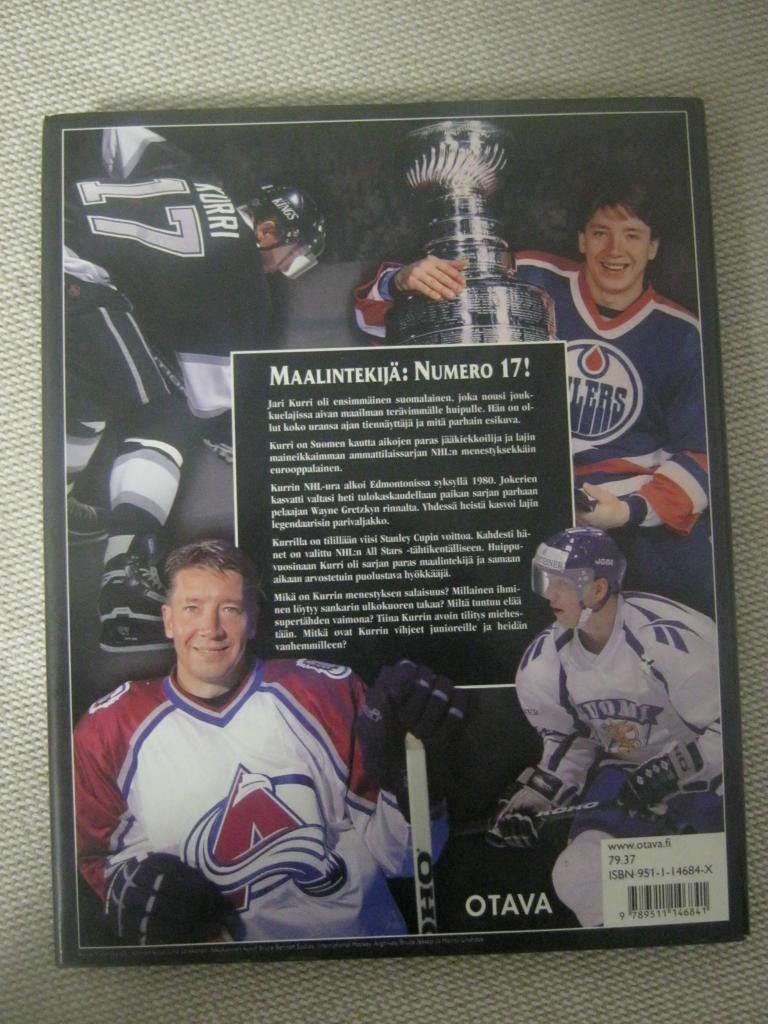 17
KURRI
KINGS
MAALINTEKIJÄ: NUMERO 17!
Jari Kurri oli ensimmäinen suomalainen, joka nousi jouk-
kuelajissa aivan maailman terävimmälle huipulle. Hän on ol-
lut koko uransa ajan tiennäyttäjä ja mitä parhain esikuva.
Kurri on Suomen kautta aikojen paras jääkiekkoilija ja lajin
maineikkaimman ammattilaissarjan NHL:n menestyksekkäin
eurooppalainen.
Kurrin NHL-ura alkoi Edmontonissa syksyllä 1980. Jokerien
kasvatti valtasi heti tulokaskaudellaan paikan sarjan parhaan
pelaajan Wayne Gretzkyn rinnalta. Yhdessä heistä kasvoi lajin
legendaarisin parivaljakko.
Kurrilla on tilillään viisi Stanley Cupin voittoa. Kahdesti hä-
net on valittu NHL:n All Stars -tähtikentälliseen. Huippu-
vuosinaan Kurri oli sarjan paras maalintekijä ja samaan
aikaan arvostetuin puolustava hyökkääjä.
Mikä on Kurrin menestyksen salaisuus? Millainen ihmi-
nen löytyy sankarin ulkokuoren takaa? Miltä tuntuu elää
supertähden vaimona? Tiina Kurrin avoin tilitys miehes-
tään. Mitkä ovat Kurrin vihjeet junioreille ja heidän
vanhemmilleen?
LERS
JOFA
SUOMI
KOHO
OHO
OTAVA
www.otava.fi
79.37
ISBN 951-1-14684-X
9 789511 146841